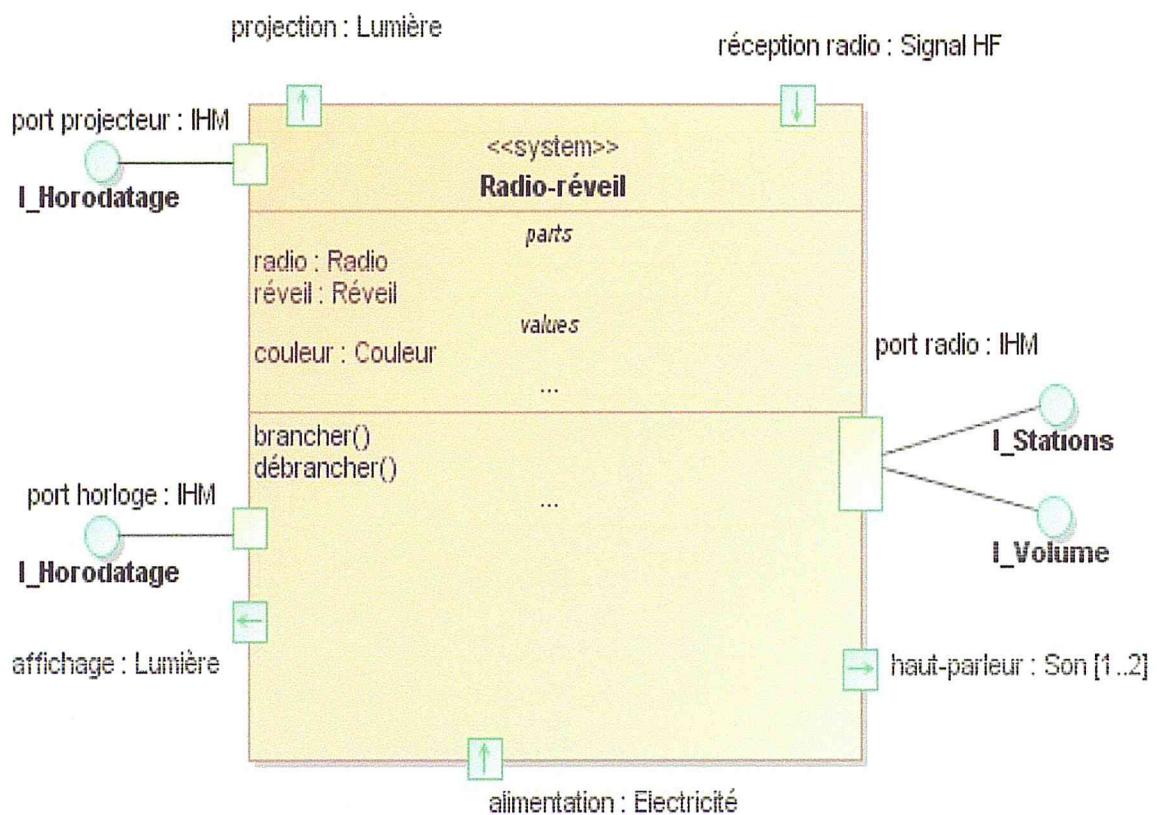 projection : Lumière
réception radio : Signal HF
port projecteur : IHM
I_Horodatage
<<system>>
Radio-réveil
parts
radio : Radio
réveil : Réveil
values
couleur : Couleur
...
port radio : IHM
I_Stations
I_Volume
brancher()
débrancher()
...
port horloge : IHM
I_Horodatage
affichage : Lumière
haut-parleur : Son [1..2]
alimentation : Electricité